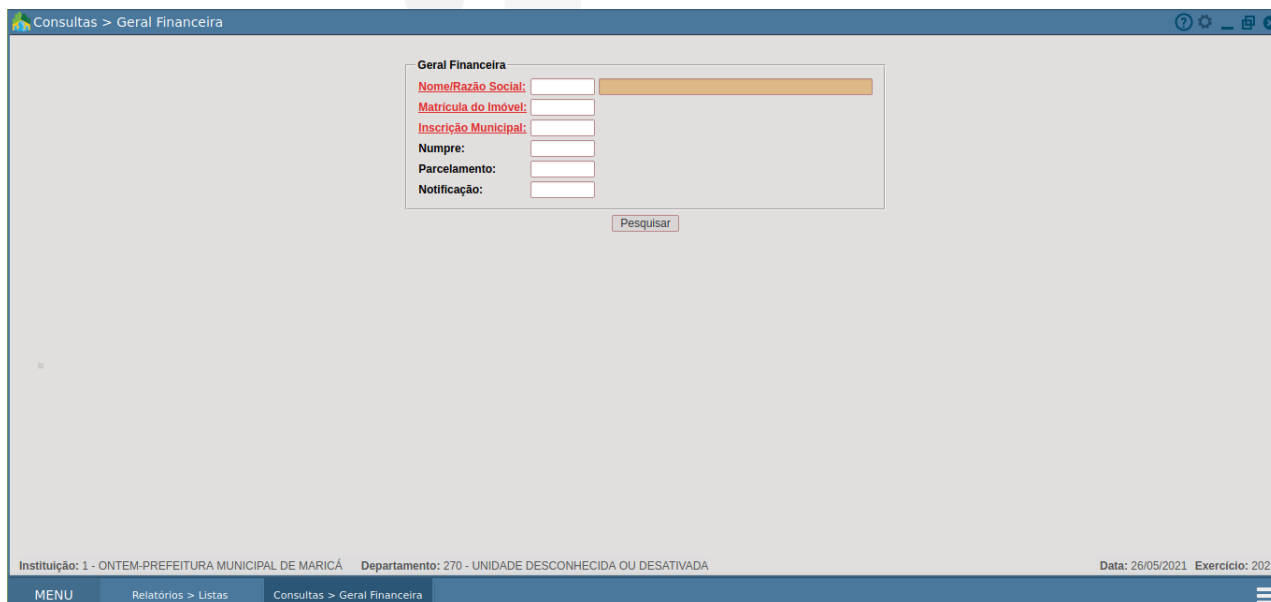 Consultas > Geral Financeira
Geral Financeira
Nome/Razão Social:
Matrícula do Imóvel:
Inscrição Municipal:
Numpre:
Parcelamento:
Notificação:
Pesquisar
Instituição: 1 - ONTEM-PREFEITURA MUNICIPAL DE MARICÁ Departamento: 270 - UNIDADE DESCONHECIDA OU DESATIVADA Data: 26/05/2021 Exercício: 202
MENU Relatórios > Listas Consultas > Geral Financeira